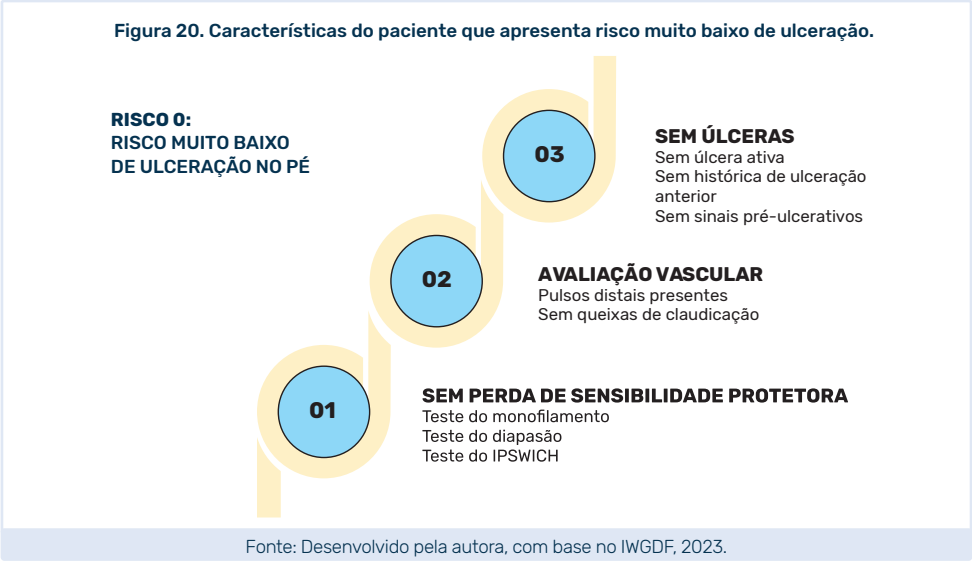 Figura 20. Características do paciente que apresenta risco muito baixo de ulceração.
RISCO 0:
RISCO MUITO BAIXO
DE ULCERAÇÃO NO PÉ
03
SEM ÚLCERAS
Sem úlcera ativa
Sem histórica de ulceração
anterior
Sem sinais pré-ulcerativos
02
AVALIAÇÃO VASCULAR
Pulsos distais presentes
Sem queixas de claudicação
01
SEM PERDA DE SENSIBILIDADE PROTETORA
Teste do monofilamento
Teste do diapasão
Teste do IPSWICH
Fonte: Desenvolvido pela autora, com base no IWGDF, 2023.